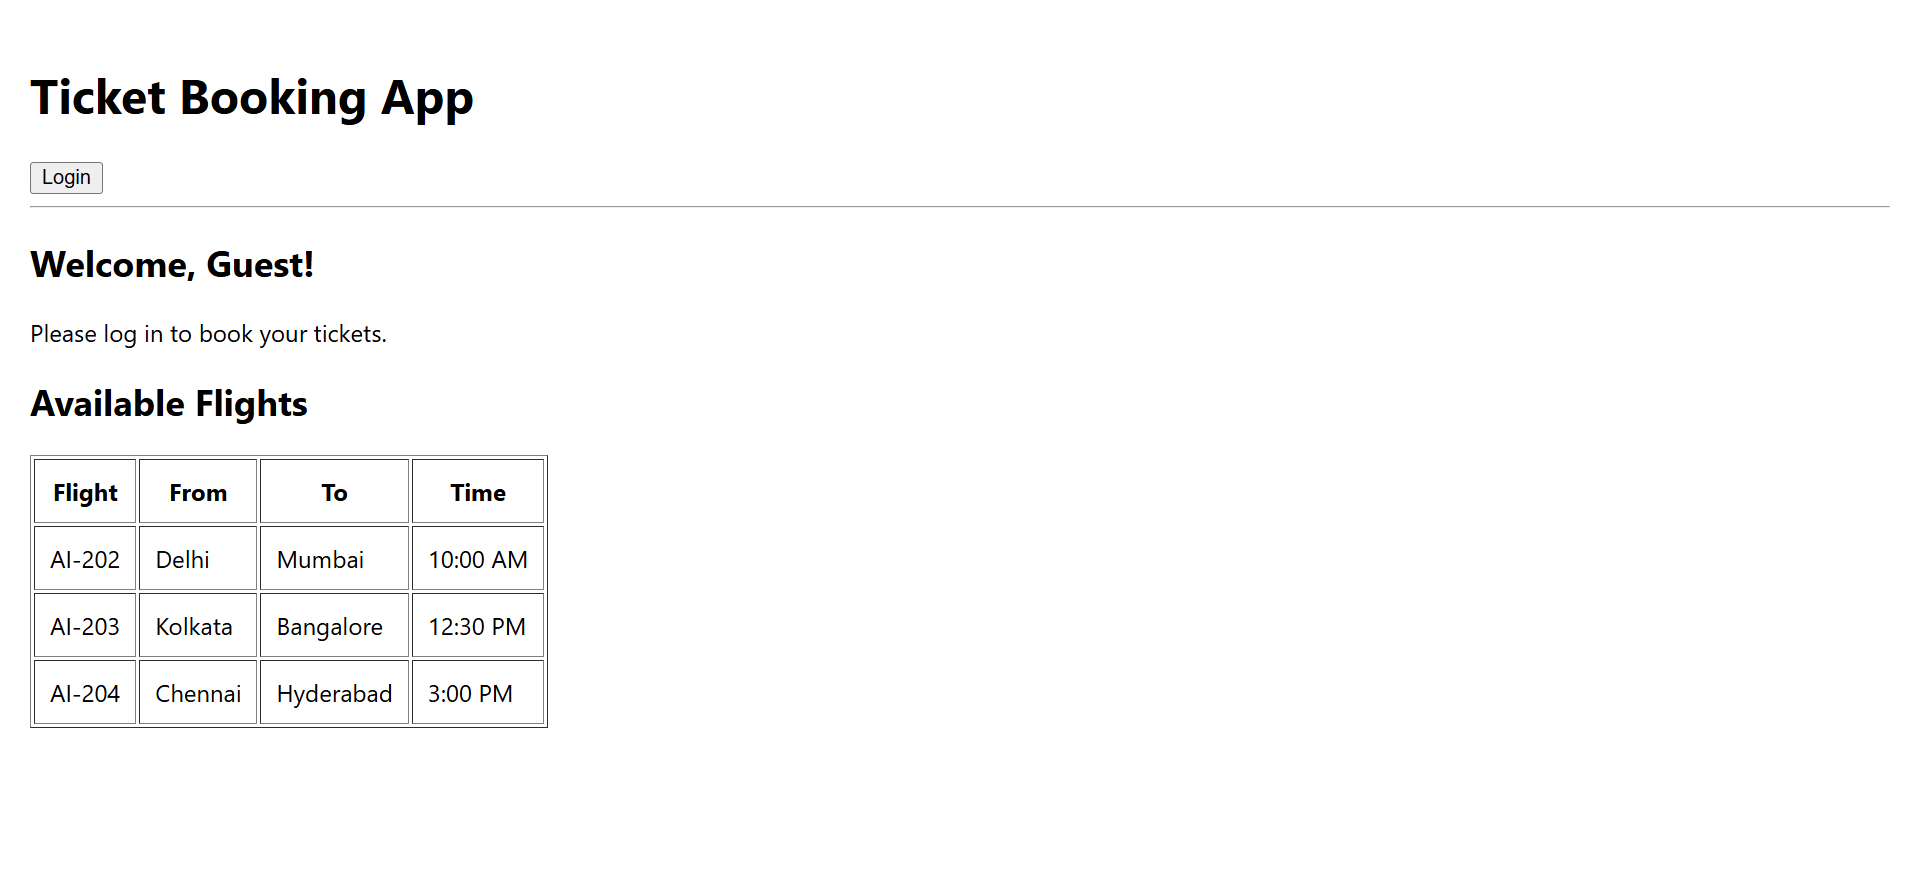 Ticket Booking App
Login
Welcome, Guest!
Please log in to book your tickets.
Available Flights
Flight From To Time
AI-202 Delhi Mumbai 10:00 AM
AI-203 Kolkata Bangalore 12:30 PM
AI-204 Chennai Hyderabad 3:00 PM